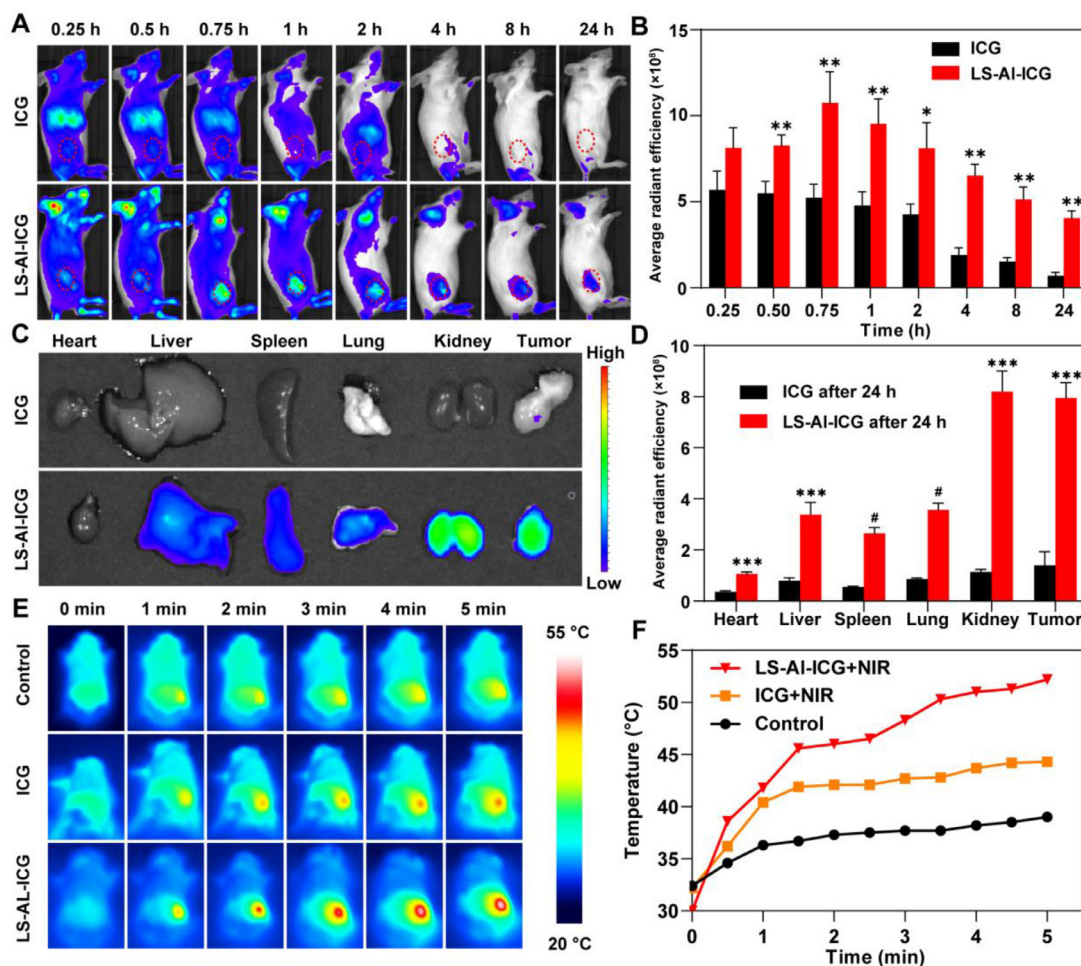 A
0.25 h 0.5 h 0.75 h 1 h 2 h 4 h 8 h 24 h
ICG
LS-AI-ICG
B
ICG
LS-AI-ICG
Average radiant efficiency (×10⁸)
15
10
5
0
** ** ** * ** ** **
0.25 0.50 0.75 1 2 4 8 24
Time (h)
C
Heart Liver Spleen Lung Kidney Tumor
ICG
LS-AI-ICG
High
Low
D
ICG after 24 h
LS-AI-ICG after 24 h
Average radiant efficiency (×10⁸)
10
8
6
4
2
0
*** *** # # *** ***
Heart Liver Spleen Lung Kidney Tumor
E
0 min 1 min 2 min 3 min 4 min 5 min
Control
ICG
LS-AL-ICG
55 °C
20 °C
F
LS-AI-ICG+NIR
ICG+NIR
Control
Temperature (°C)
55
50
45
40
35
30
0 1 2 3 4 5
Time (min)